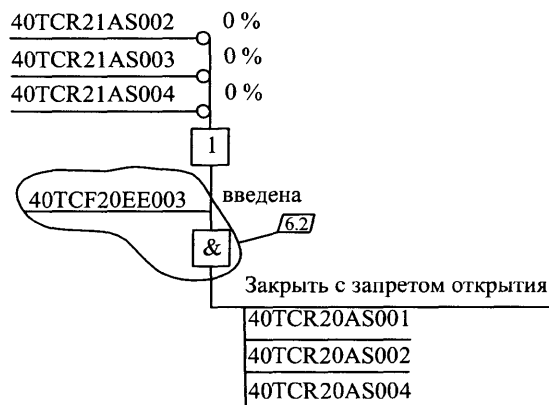 40TCR21AS002 0 %
40TCR21AS003 0 %
40TCR21AS004 0 %
1
40TCF20EE003 введена
6.2
&
Закрыть с запретом открытия
40TCR20AS001
40TCR20AS002
40TCR20AS004